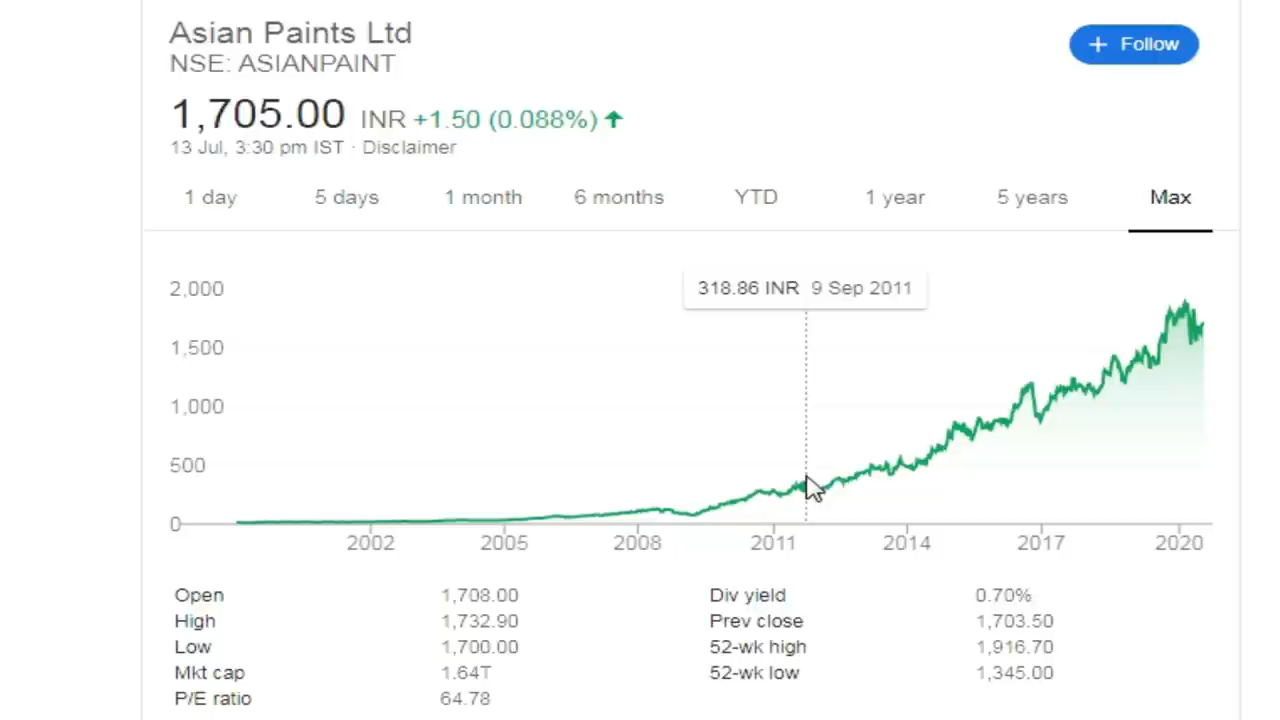 Asian Paints Ltd
NSE: ASIANPAINT
+ Follow
1,705.00 INR +1.50 (0.088%)
13 Jul, 3:30 pm IST · Disclaimer
1 day 5 days 1 month 6 months YTD 1 year 5 years Max
318.86 INR 9 Sep 2011
2,000
1,500
1,000
500
0
2002 2005 2008 2011 2014 2017 2020
Open 1,708.00 Div yield 0.70%
High 1,732.90 Prev close 1,703.50
Low 1,700.00 52-wk high 1,916.70
Mkt cap 1.64T 52-wk low 1,345.00
P/E ratio 64.78